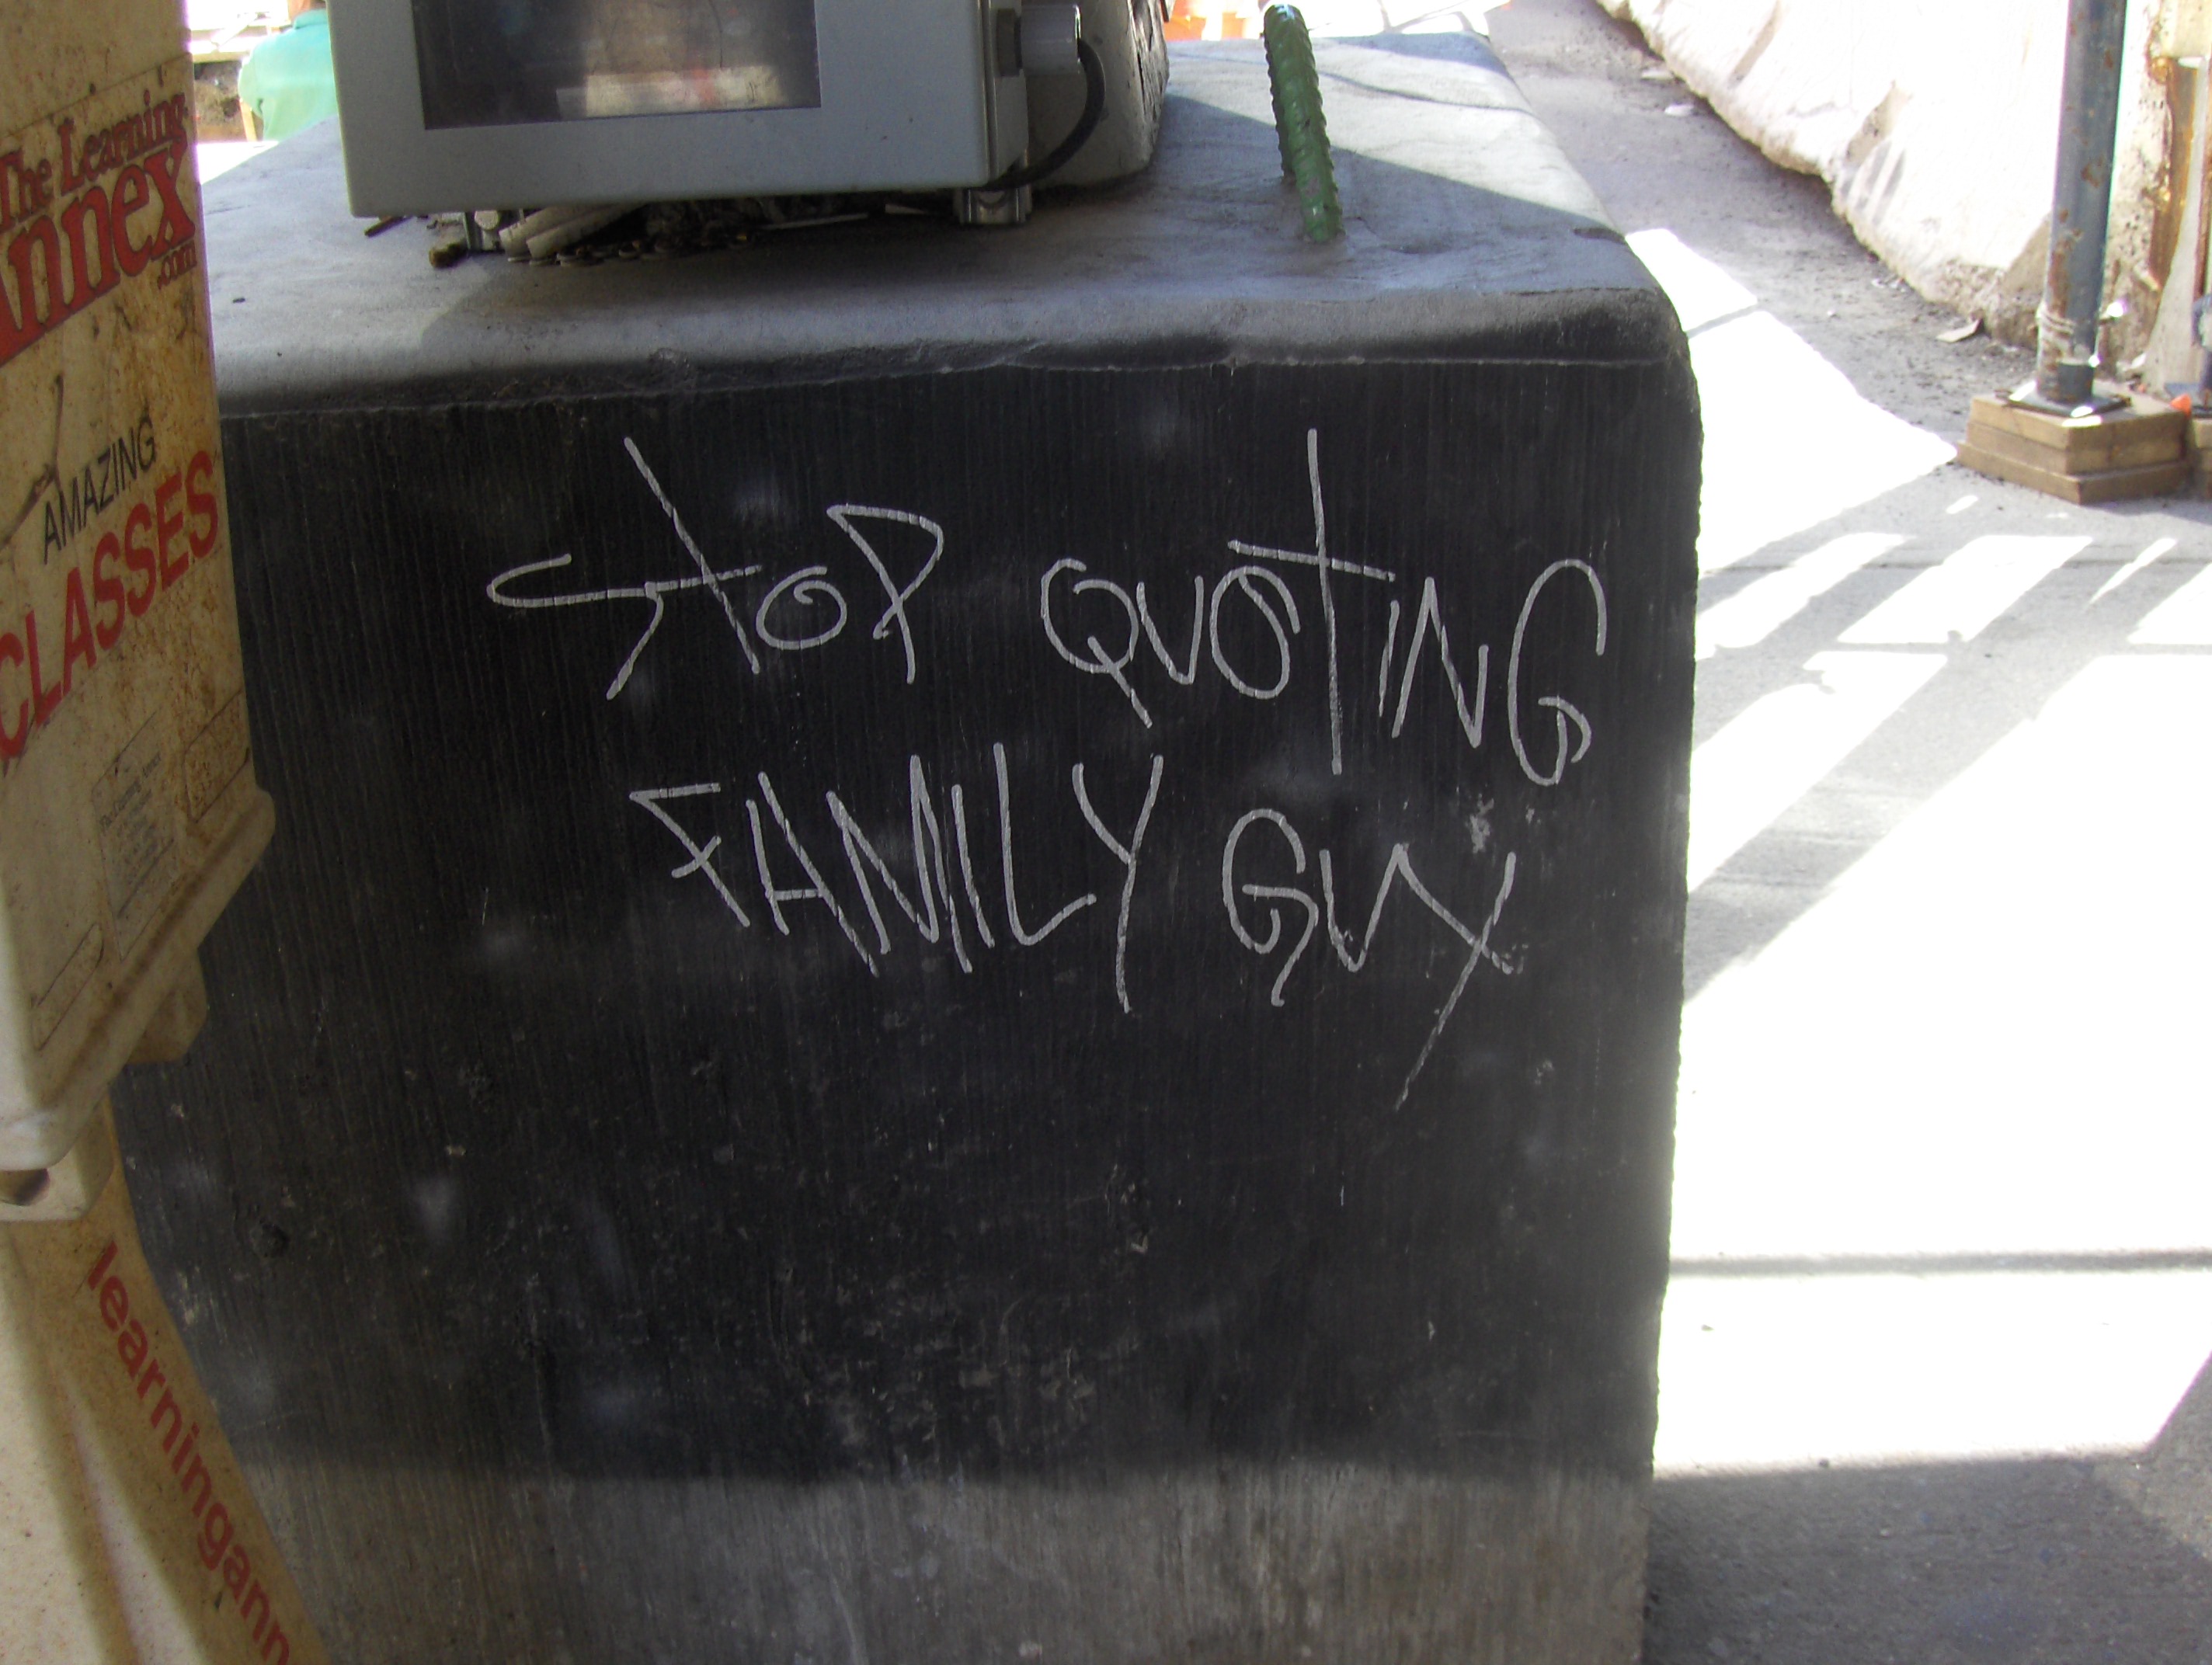 The Learning
Annex
.com
AMAZING
CLASSES
learningann
STOP QUOTING
FAMILY GUY